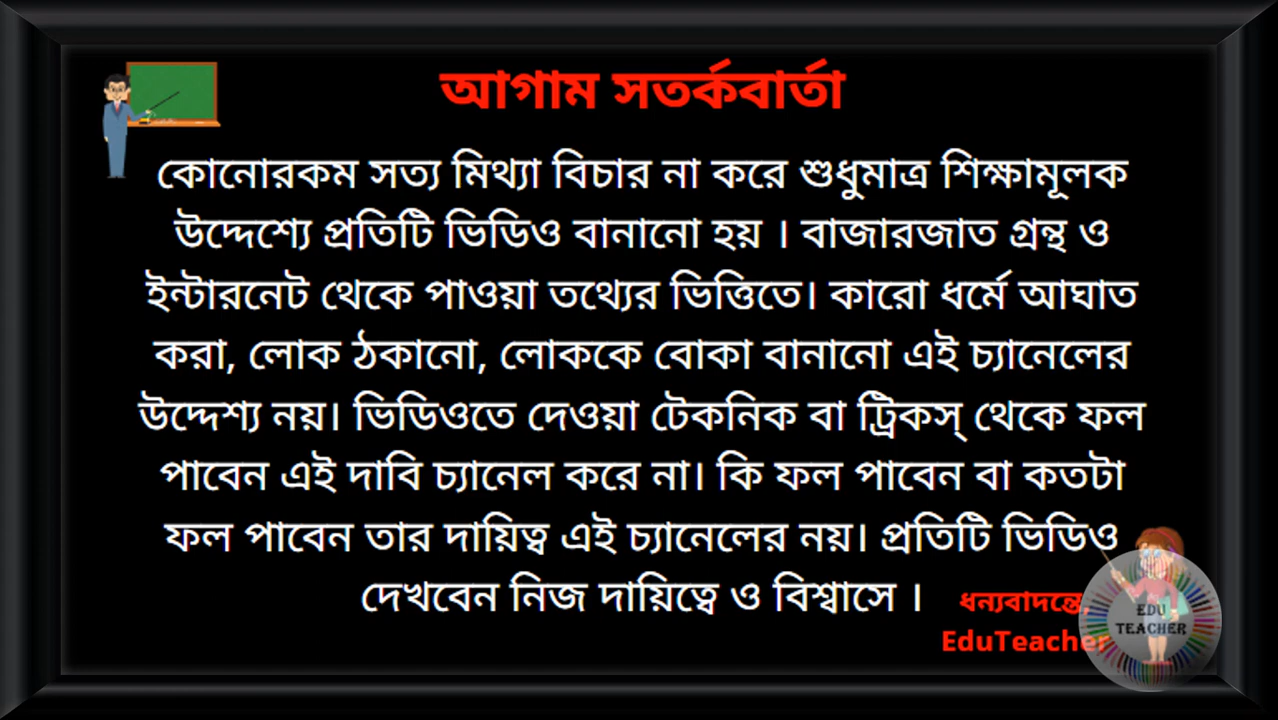 আগাম সতর্কবার্তা
কোনোরকম সত্য মিথ্যা বিচার না করে শুধুমাত্র শিক্ষামূলক
উদ্দেশ্যে প্রতিটি ভিডিও বানানো হয় । বাজারজাত গ্রন্থ ও
ইন্টারনেট থেকে পাওয়া তথ্যের ভিত্তিতে। কারো ধর্মে আঘাত
করা, লোক ঠকানো, লোককে বোকা বানানো এই চ্যানেলের
উদ্দেশ্য নয়। ভিডিওতে দেওয়া টেকনিক বা ট্রিকস্ থেকে ফল
পাবেন এই দাবি চ্যানেল করে না। কি ফল পাবেন বা কতটা
ফল পাবেন তার দায়িত্ব এই চ্যানেলের নয়। প্রতিটি ভিডিও
দেখবেন নিজ দায়িত্বে ও বিশ্বাসে ।
ধন্যবাদন্তে,
EduTeacher
EDU
TEACHER